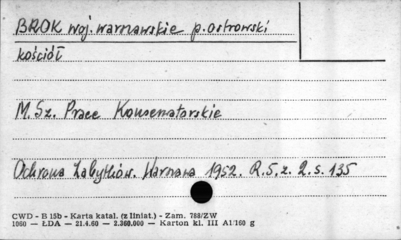 BROK woj. warszawskie p. ostrowski
kościół
M. Sz. Prace Konserwatorskie
Ochrona Zabytków. Warszawa 1952. R.5. z. 2. s. 135
CWD - B 15b - Karta katal. (z liniat.) - Zam. 788/ZW
1060 — ŁDA — 21.4.60 — 2.360.000 — Karton kl. III A1/160 g